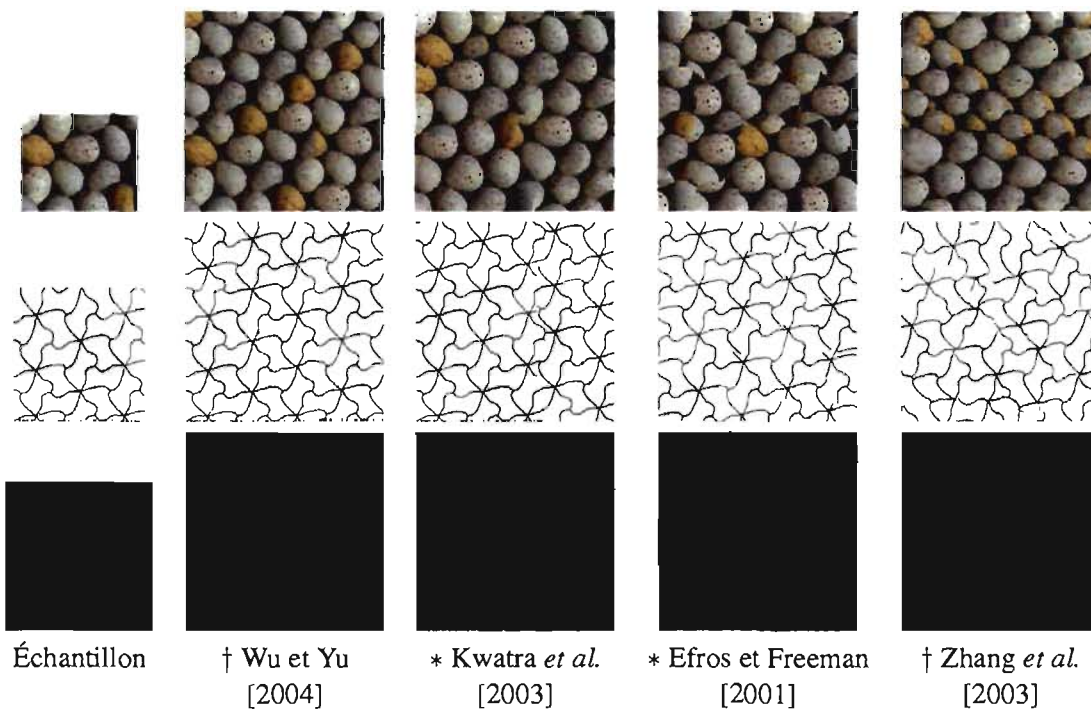 Échantillon † Wu et Yu * Kwatra et al. * Efros et Freeman † Zhang et al.
[2004] [2003] [2001] [2003]